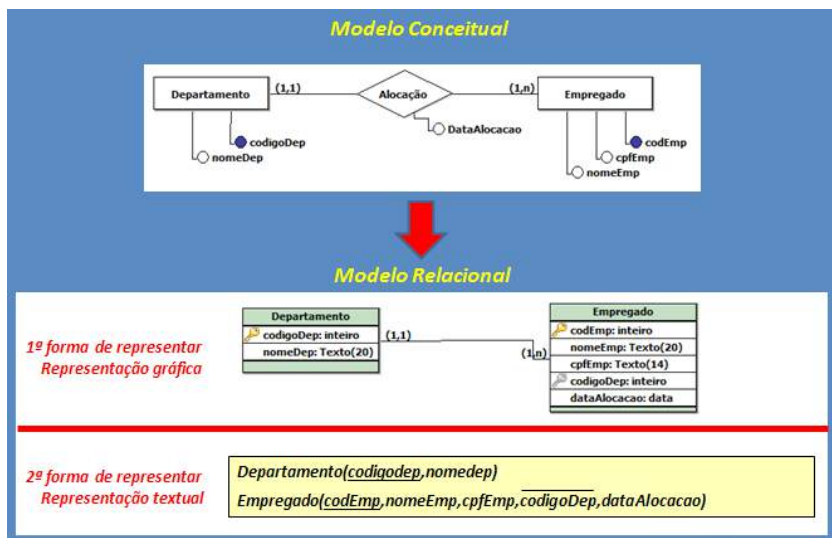 Modelo Conceitual
Departamento
(1,1)
Alocação
(1,n)
Empregado
DataAlocacao
codigoDep
nomeDep
codEmp
cpfEmp
nomeEmp
Modelo Relacional
1ª forma de representar
Representação gráfica
Departamento
codigoDep: inteiro
nomeDep: Texto(20)
(1,1)
(1,n)
Empregado
codEmp: inteiro
nomeEmp: Texto(20)
cpfEmp: Texto(14)
codigoDep: inteiro
dataAlocacao: data
2ª forma de representar
Representação textual
Departamento(codigodep,nomedep)
Empregado(codEmp,nomeEmp,cpfEmp,codigoDep,dataAlocacao)